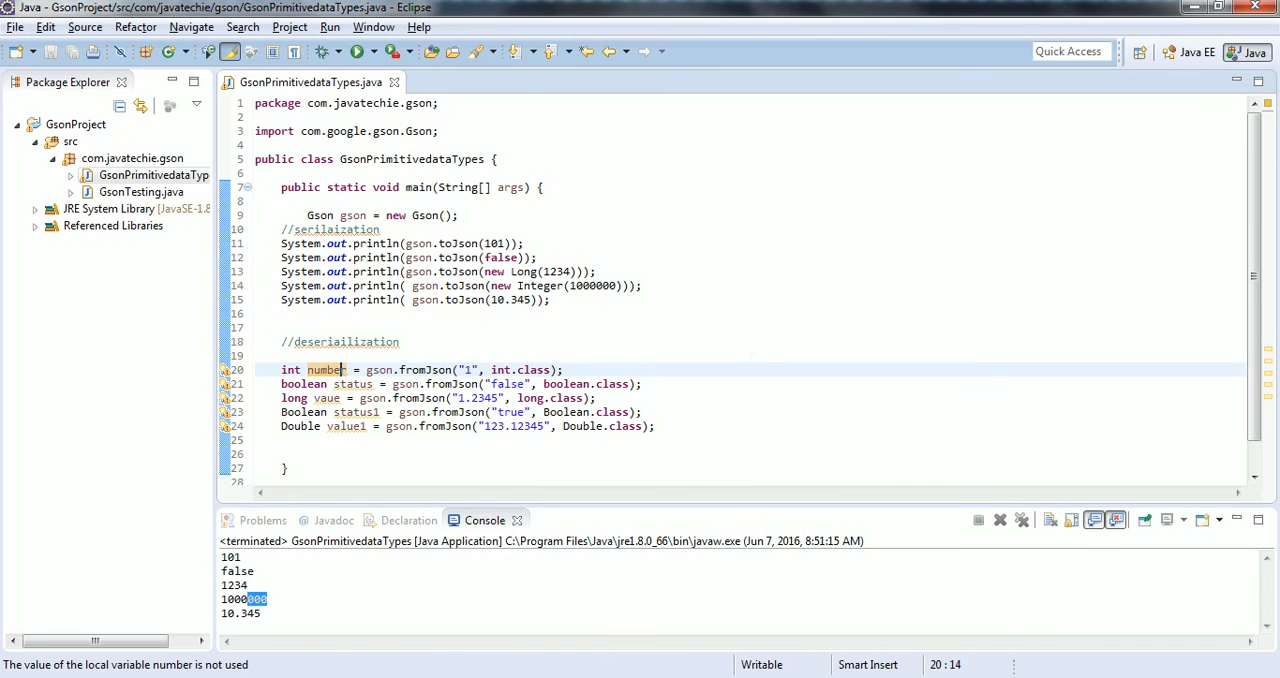 Java - GsonProject/src/com/javatechie/gson/GsonPrimitivedataTypes.java - Eclipse
File Edit Source Refactor Navigate Search Project Run Window Help
Quick Access Java EE Java
Package Explorer
GsonProject
src
com.javatechie.gson
GsonPrimitivedataTyp
GsonTesting.java
JRE System Library [JavaSE-1.8
Referenced Libraries
GsonPrimitivedataTypes.java
1 package com.javatechie.gson;
2
3 import com.google.gson.Gson;
4
5 public class GsonPrimitivedataTypes {
6
7 public static void main(String[] args) {
8
9 Gson gson = new Gson();
10 //serilaization
11 System.out.println(gson.toJson(101));
12 System.out.println(gson.toJson(false));
13 System.out.println(gson.toJson(new Long(1234)));
14 System.out.println( gson.toJson(new Integer(1000000)));
15 System.out.println( gson.toJson(10.345));
16
17
18 //deseriailization
19
20 int number = gson.fromJson("1", int.class);
21 boolean status = gson.fromJson("false", boolean.class);
22 long vaue = gson.fromJson("1.2345", long.class);
23 Boolean status1 = gson.fromJson("true", Boolean.class);
24 Double value1 = gson.fromJson("123.12345", Double.class);
25
26
27 }
28
Problems @ Javadoc Declaration Console
<terminated> GsonPrimitivedataTypes [Java Application] C:\Program Files\Java\jre1.8.0_66\bin\javaw.exe (Jun 7, 2016, 8:51:15 AM)
101
false
1234
1000000
10.345
The value of the local variable number is not used Writable Smart Insert 20 : 14